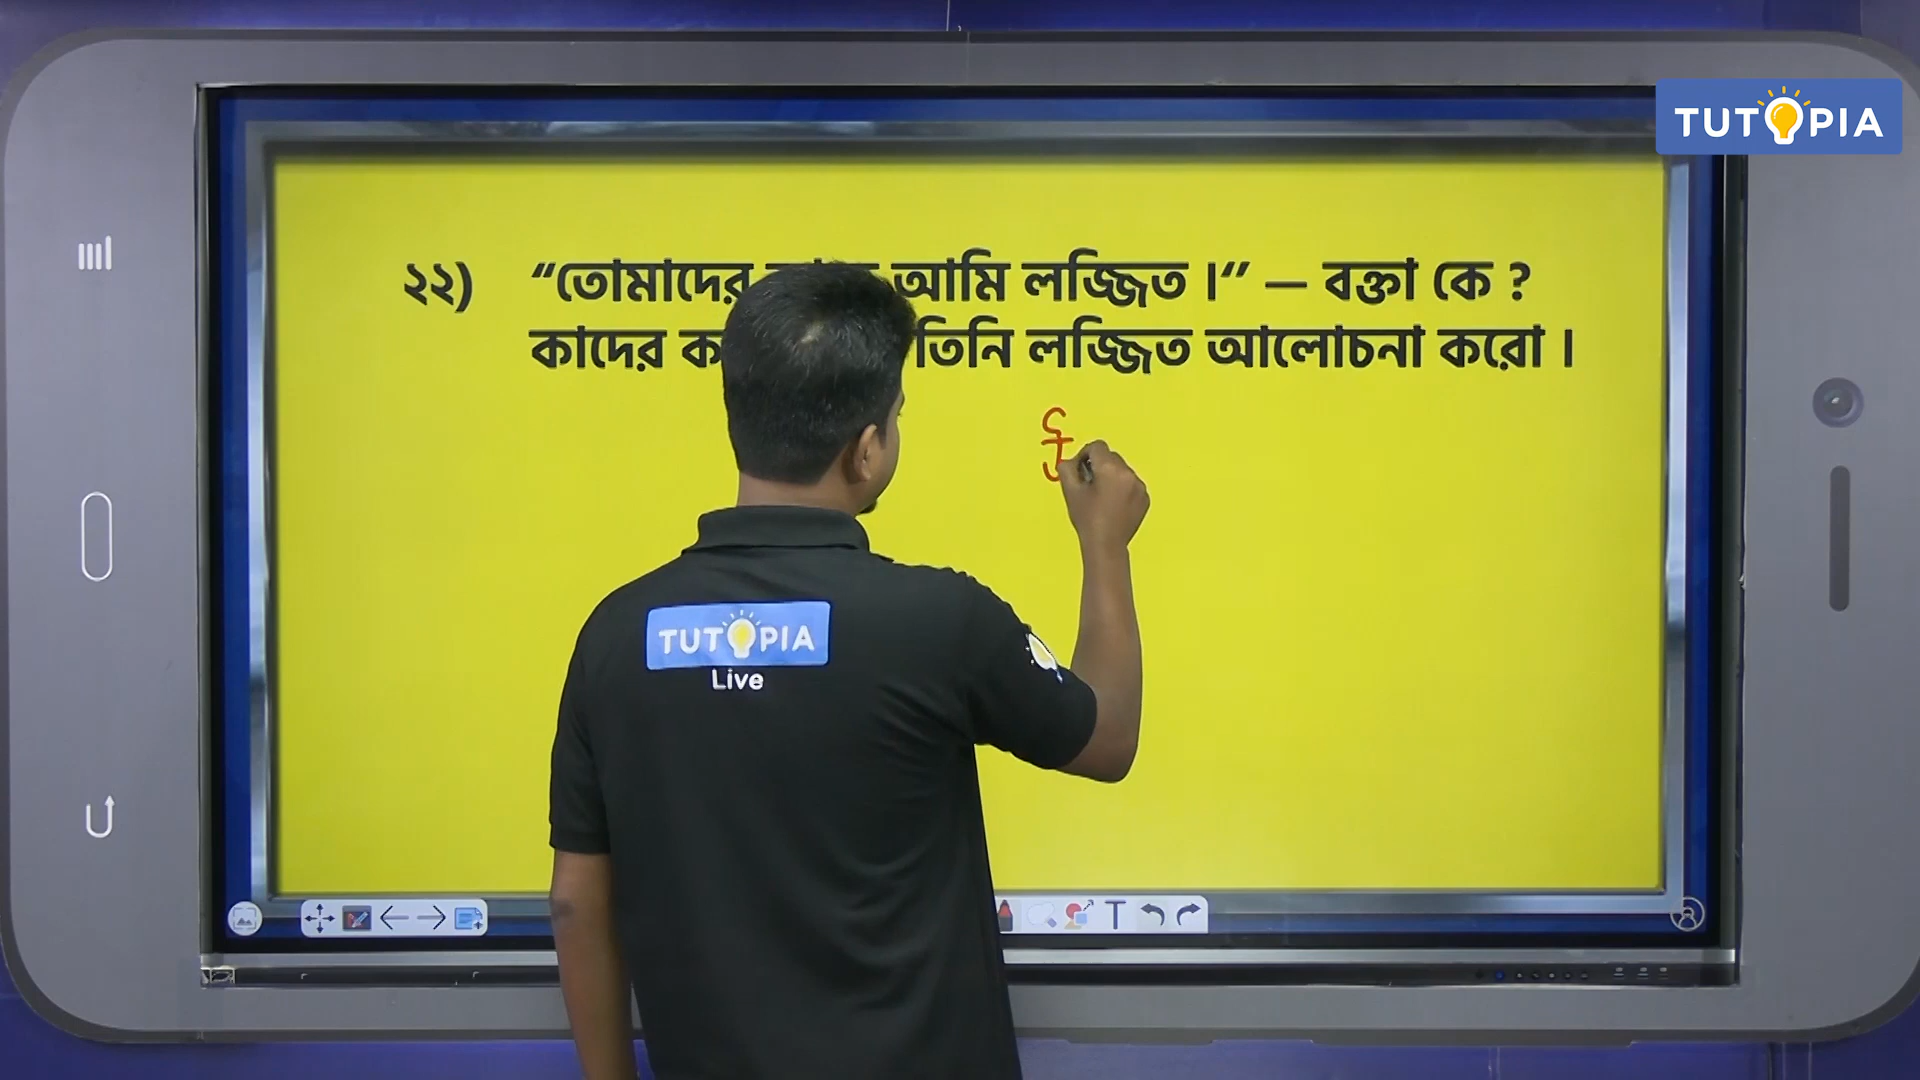 TUTOPIA
২২) “তোমাদের আমি লজ্জিত ।” — বক্তা কে ?
কাদের তিনি লজ্জিত আলোচনা করো ।
TUTOPIA
Live